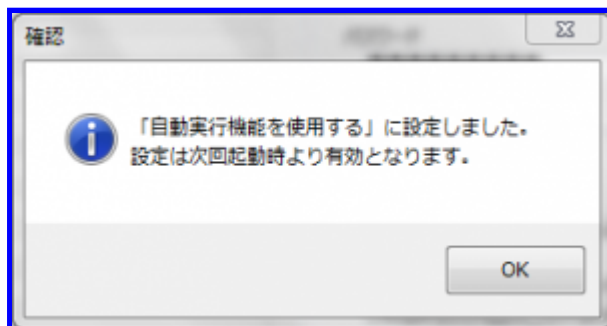 確認
「自動実行機能を使用する」に設定しました。
設定は次回起動時より有効となります。
OK